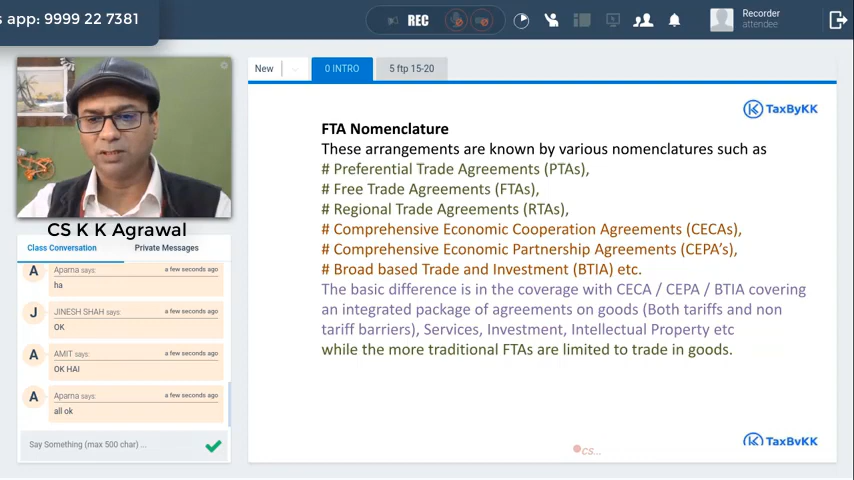 s app: 9999 22 7381
REC
Recorder
attendee
New
0 INTRO
5 ftp 15-20
CS K K Agrawal
Class Conversation
Private Messages
A
Aparna says:
a few seconds ago
ha
J
JINESH SHAH says:
a few seconds ago
OK
A
AMIT says:
a few seconds ago
OK HAI
A
Aparna says:
a few seconds ago
all ok
Say Something (max 500 char) ...
TaxByKK
FTA Nomenclature
These arrangements are known by various nomenclatures such as
# Preferential Trade Agreements (PTAs),
# Free Trade Agreements (FTAs),
# Regional Trade Agreements (RTAs),
# Comprehensive Economic Cooperation Agreements (CECAs),
# Comprehensive Economic Partnership Agreements (CEPA’s),
# Broad based Trade and Investment (BTIA) etc.
The basic difference is in the coverage with CECA / CEPA / BTIA covering
an integrated package of agreements on goods (Both tariffs and non
tariff barriers), Services, Investment, Intellectual Property etc
while the more traditional FTAs are limited to trade in goods.
TaxByKK
cs...